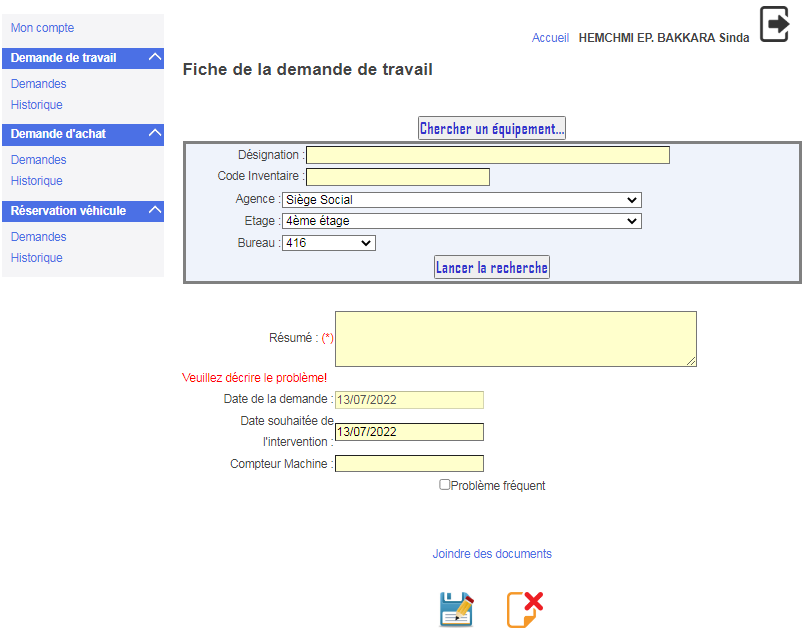 Mon compte
Demande de travail
Demandes
Historique
Demande d'achat
Demandes
Historique
Réservation véhicule
Demandes
Historique
Accueil HEMCHMI EP. BAKKARA Sinda
Fiche de la demande de travail
Chercher un équipement...
Désignation :
Code Inventaire :
Agence : Siège Social
Etage : 4ème étage
Bureau : 416
Lancer la recherche
Résumé : (*)
Veuillez décrire le problème!
Date de la demande : 13/07/2022
Date souhaitée de
l'intervention : 13/07/2022
Compteur Machine :
Problème fréquent
Joindre des documents